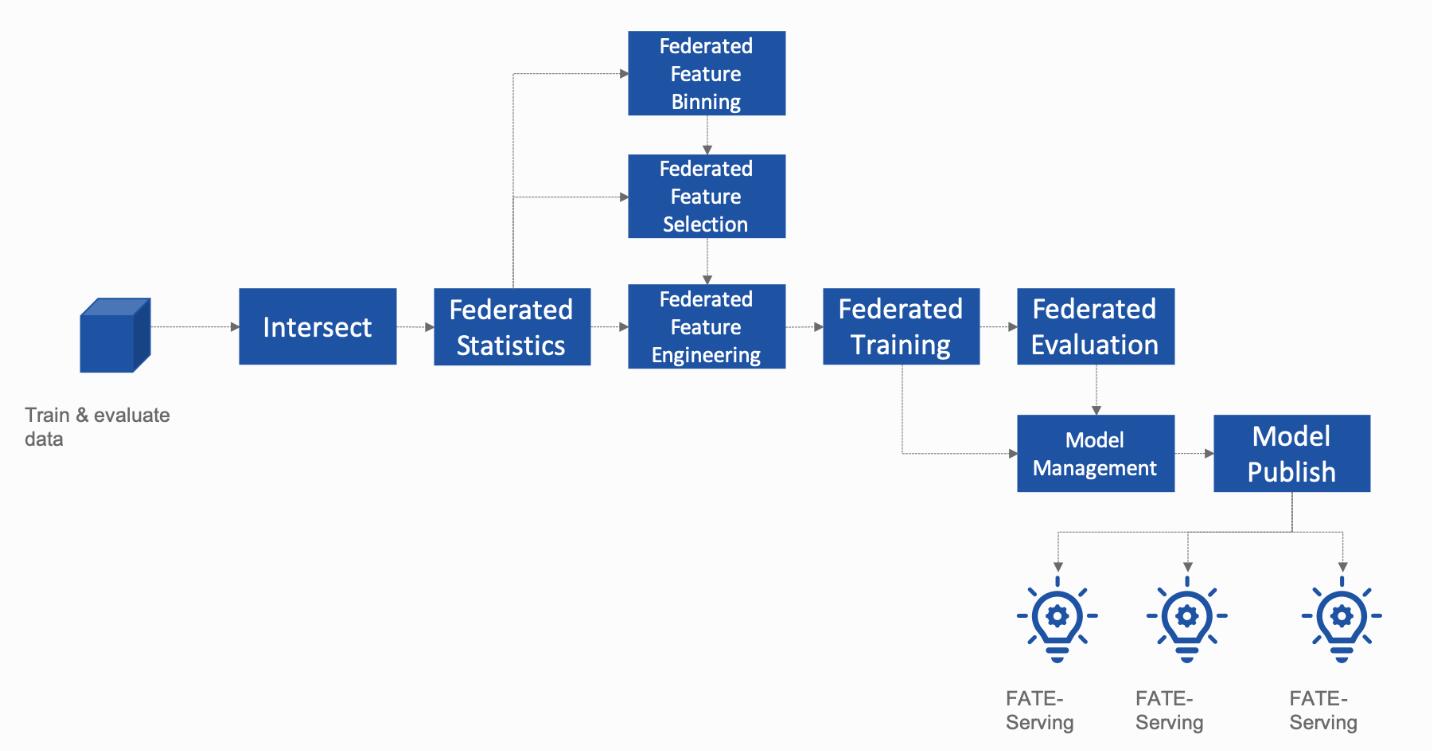 Federated
Feature
Binning
Federated
Feature
Selection
Train & evaluate
data
Intersect
Federated
Statistics
Federated
Feature
Engineering
Federated
Training
Federated
Evaluation
Model
Management
Model
Publish
FATE-
Serving
FATE-
Serving
FATE-
Serving